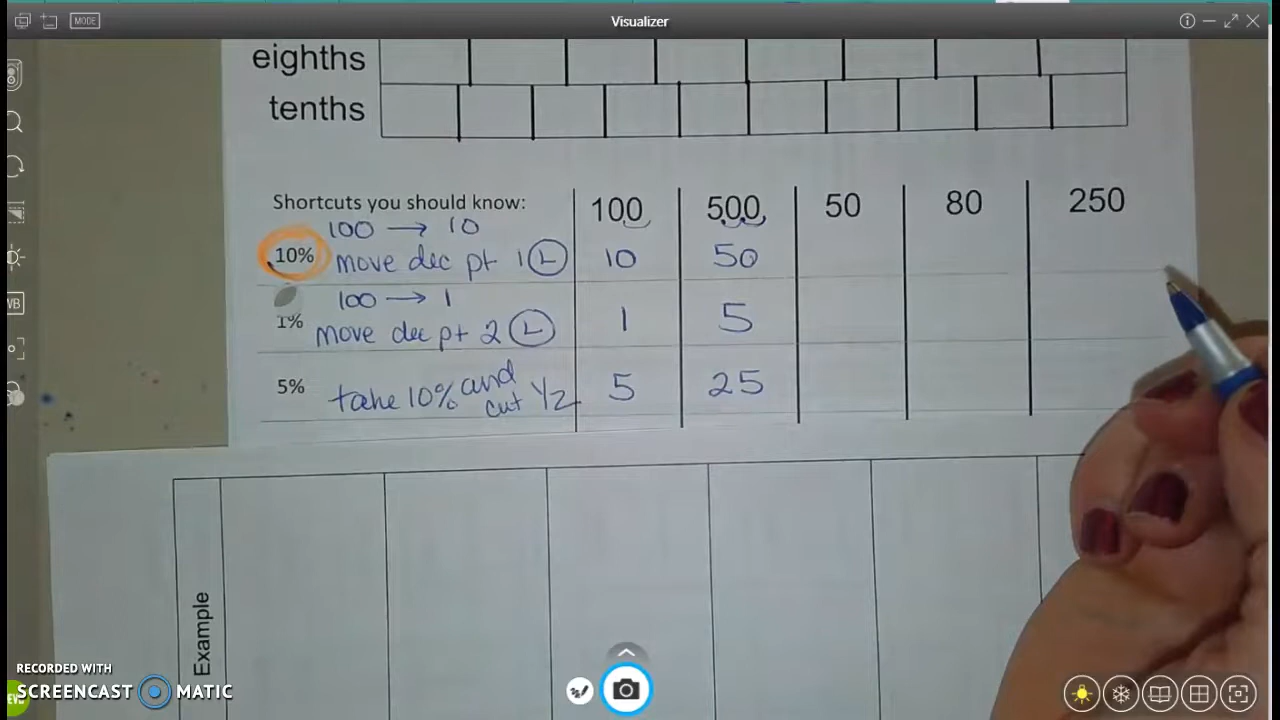 MODE
Visualizer
eighths
tenths
Shortcuts you should know: 100 500 50 80 250
100 → 10
10% move dec pt 1 L 10 50
100 → 1
1% move dec pt 2 L 1 5
5% take 10% and cut 1/2 5 25
WB
Example
RECORDED WITH
SCREENCAST MATIC